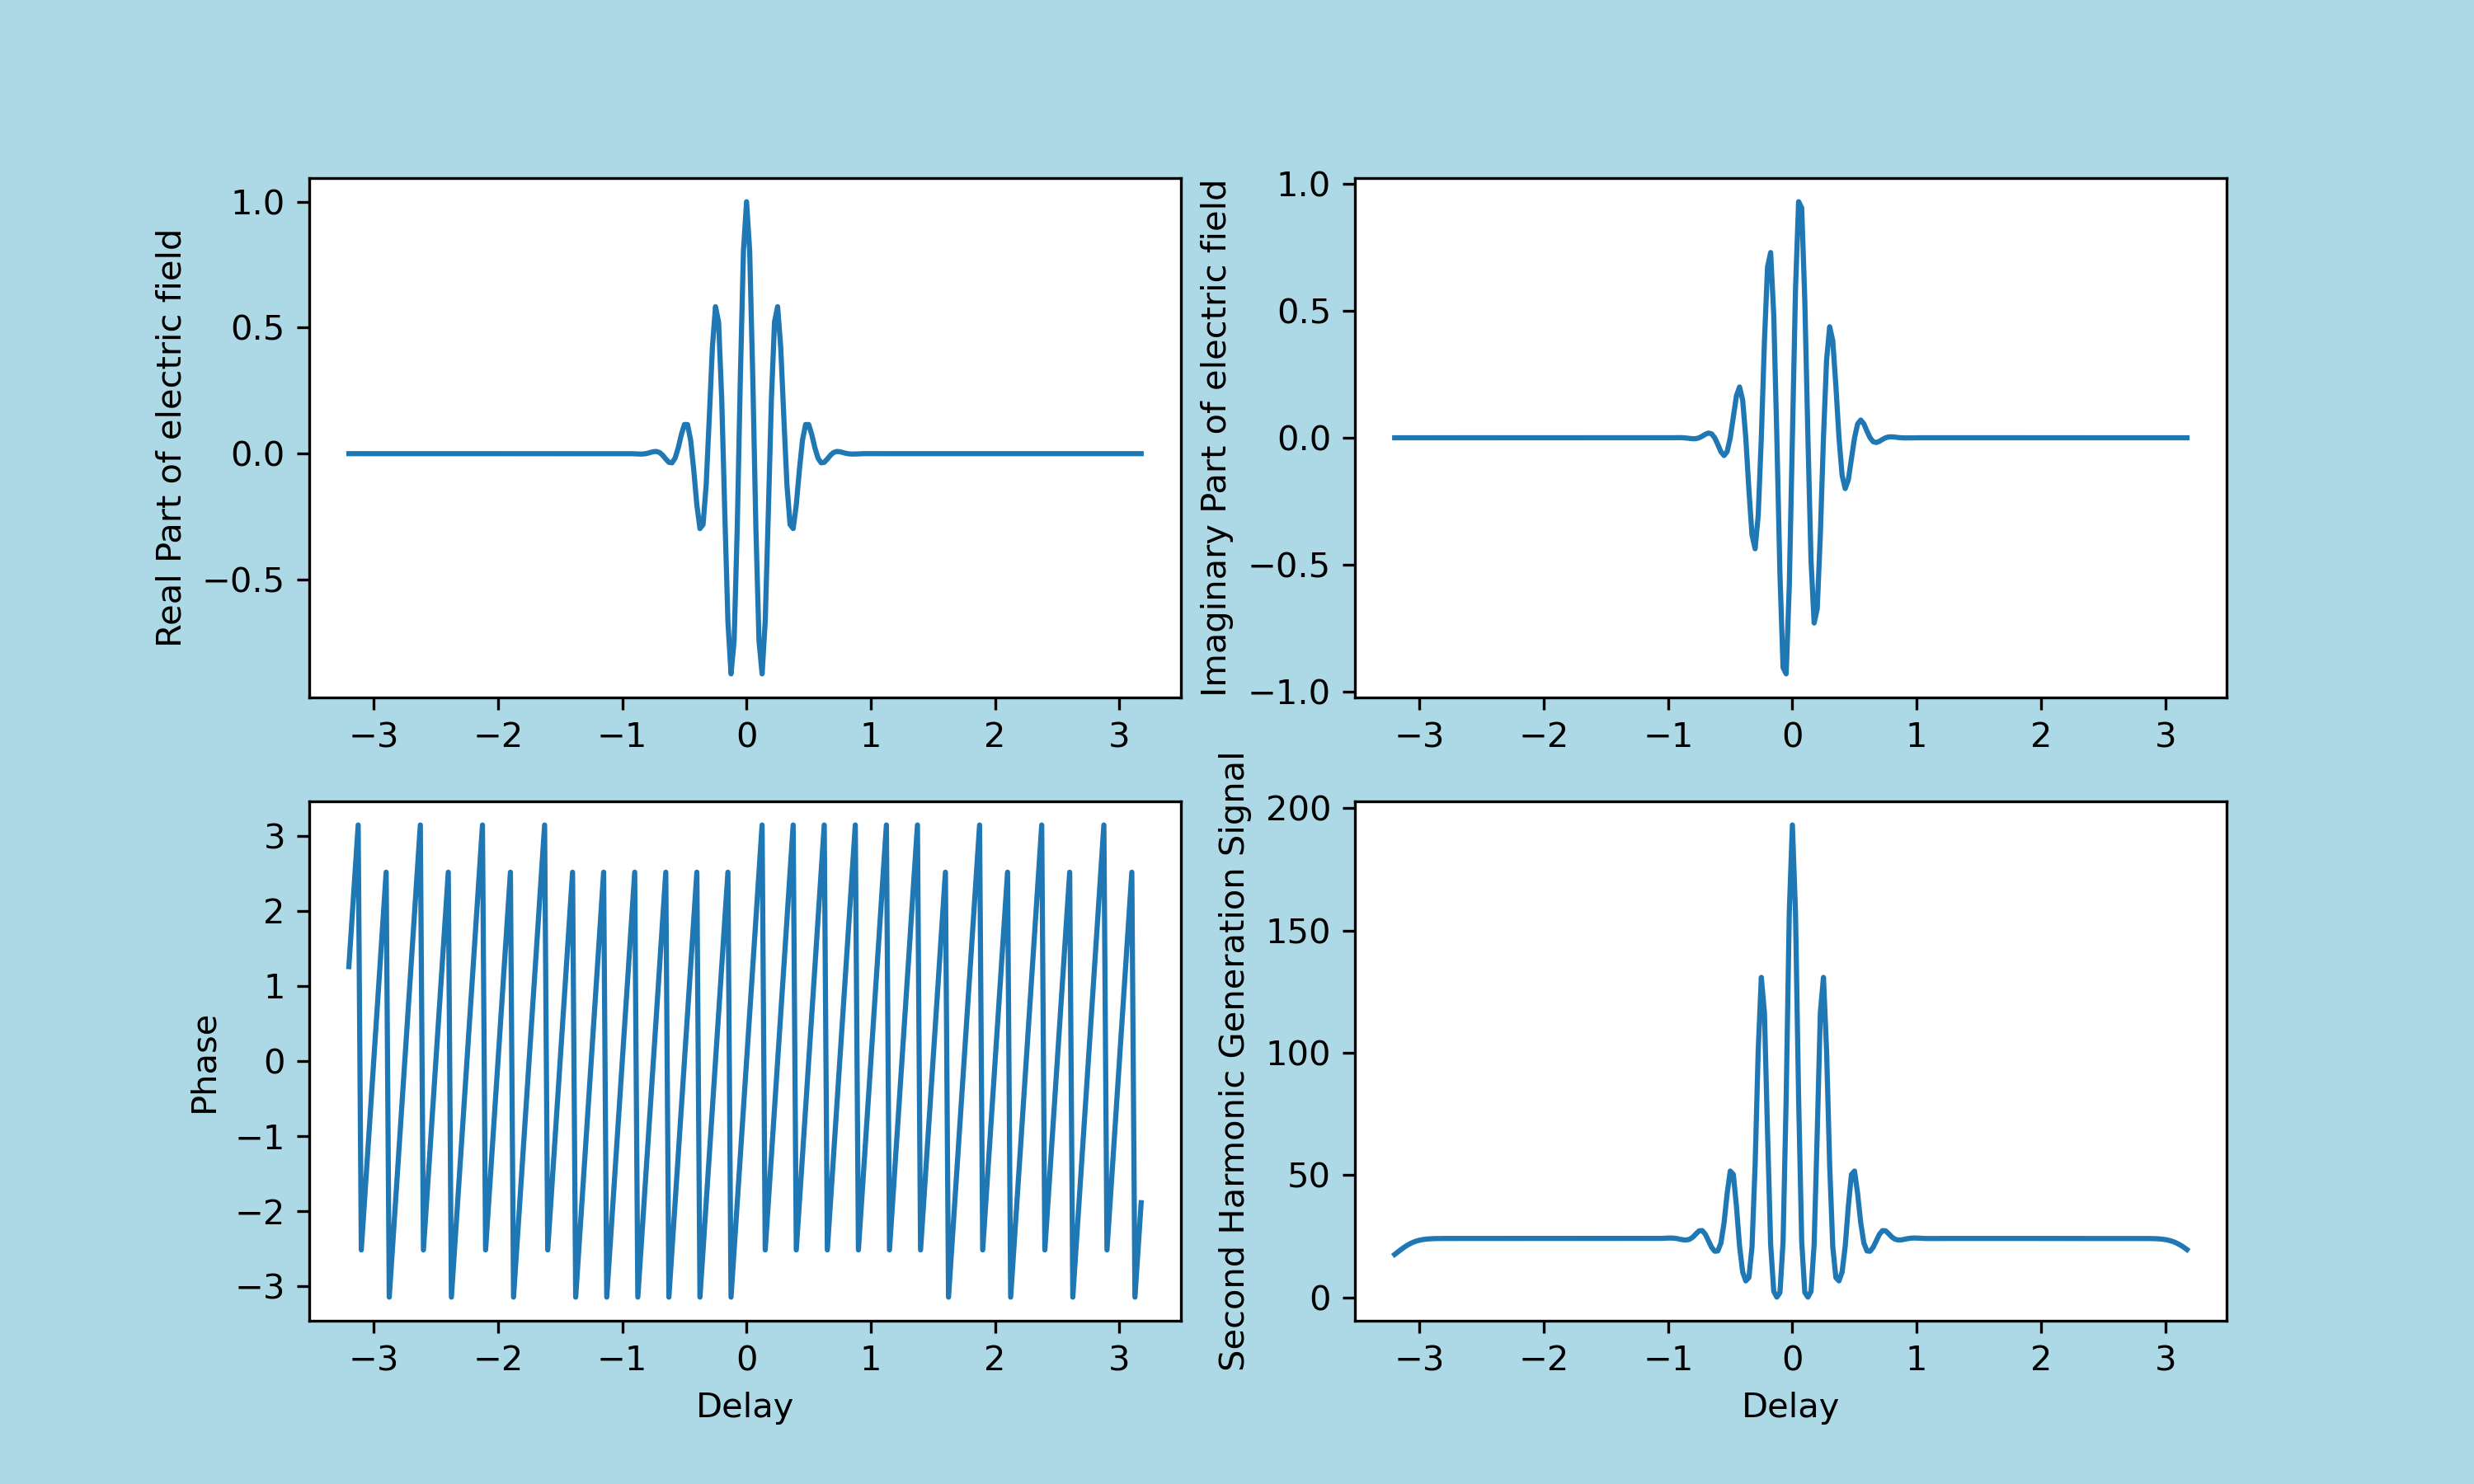 Real Part of electric field
1.0
0.5
0.0
−0.5
−3 −2 −1 0 1 2 3
Imaginary Part of electric field
1.0
0.5
0.0
−0.5
−1.0
−3 −2 −1 0 1 2 3
Phase
3
2
1
0
−1
−2
−3
−3 −2 −1 0 1 2 3
Delay
Second Harmonic Generation Signal
200
150
100
50
0
−3 −2 −1 0 1 2 3
Delay